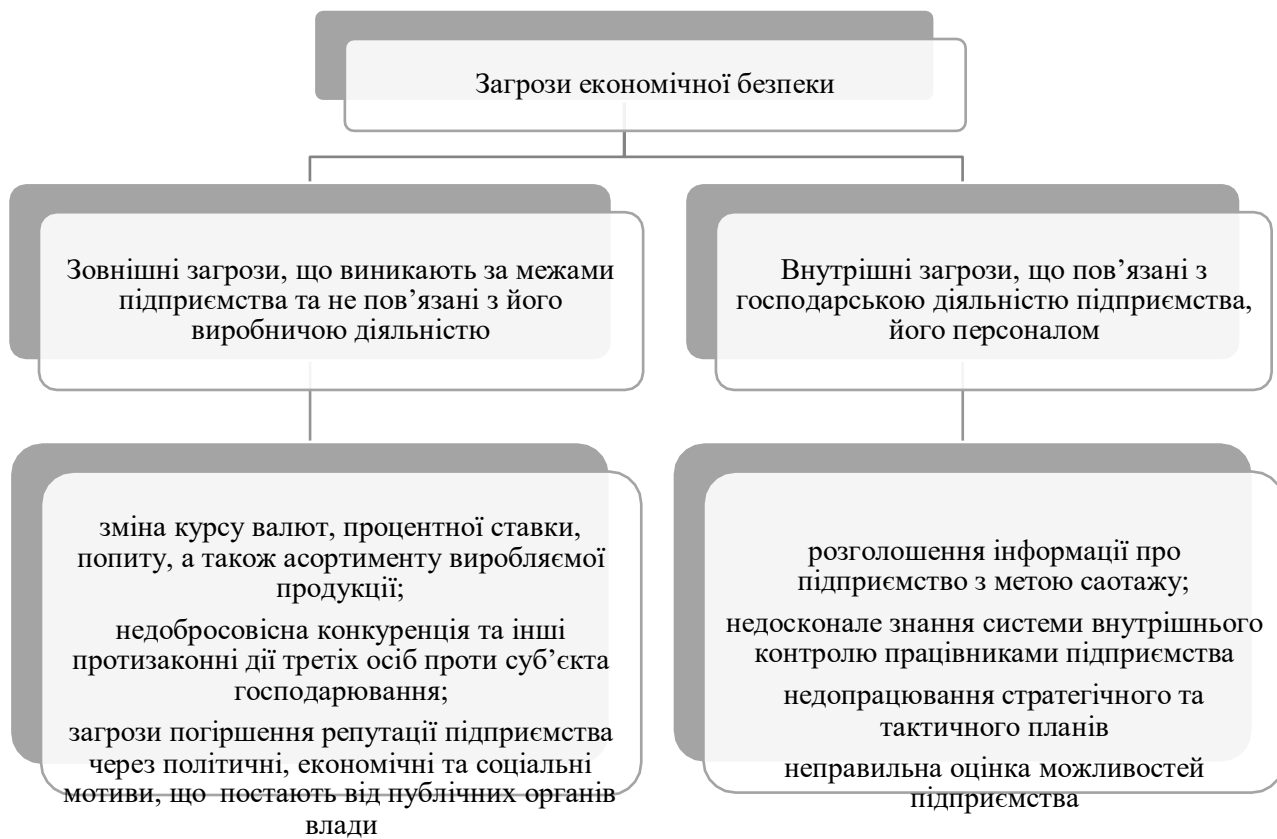 Загрози економічної безпеки
Зовнішні загрози, що виникають за межами
підприємства та не пов’язані з його
виробничою діяльністю
зміна курсу валют, процентної ставки,
попиту, а також асортименту виробляємої
продукції;
недобросовісна конкуренція та інші
протизаконні дії третіх осіб проти суб’єкта
господарювання;
загрози погіршення репутації підприємства
через політичні, економічні та соціальні
мотиви, що постають від публічних органів
влади
Внутрішні загрози, що пов’язані з
господарською діяльністю підприємства,
його персоналом
розголошення інформації про
підприємство з метою саотажу;
недосконале знання системи внутрішнього
контролю працівниками підприємства
недопрацювання стратегічного та
тактичного планів
неправильна оцінка можливостей
підприємства